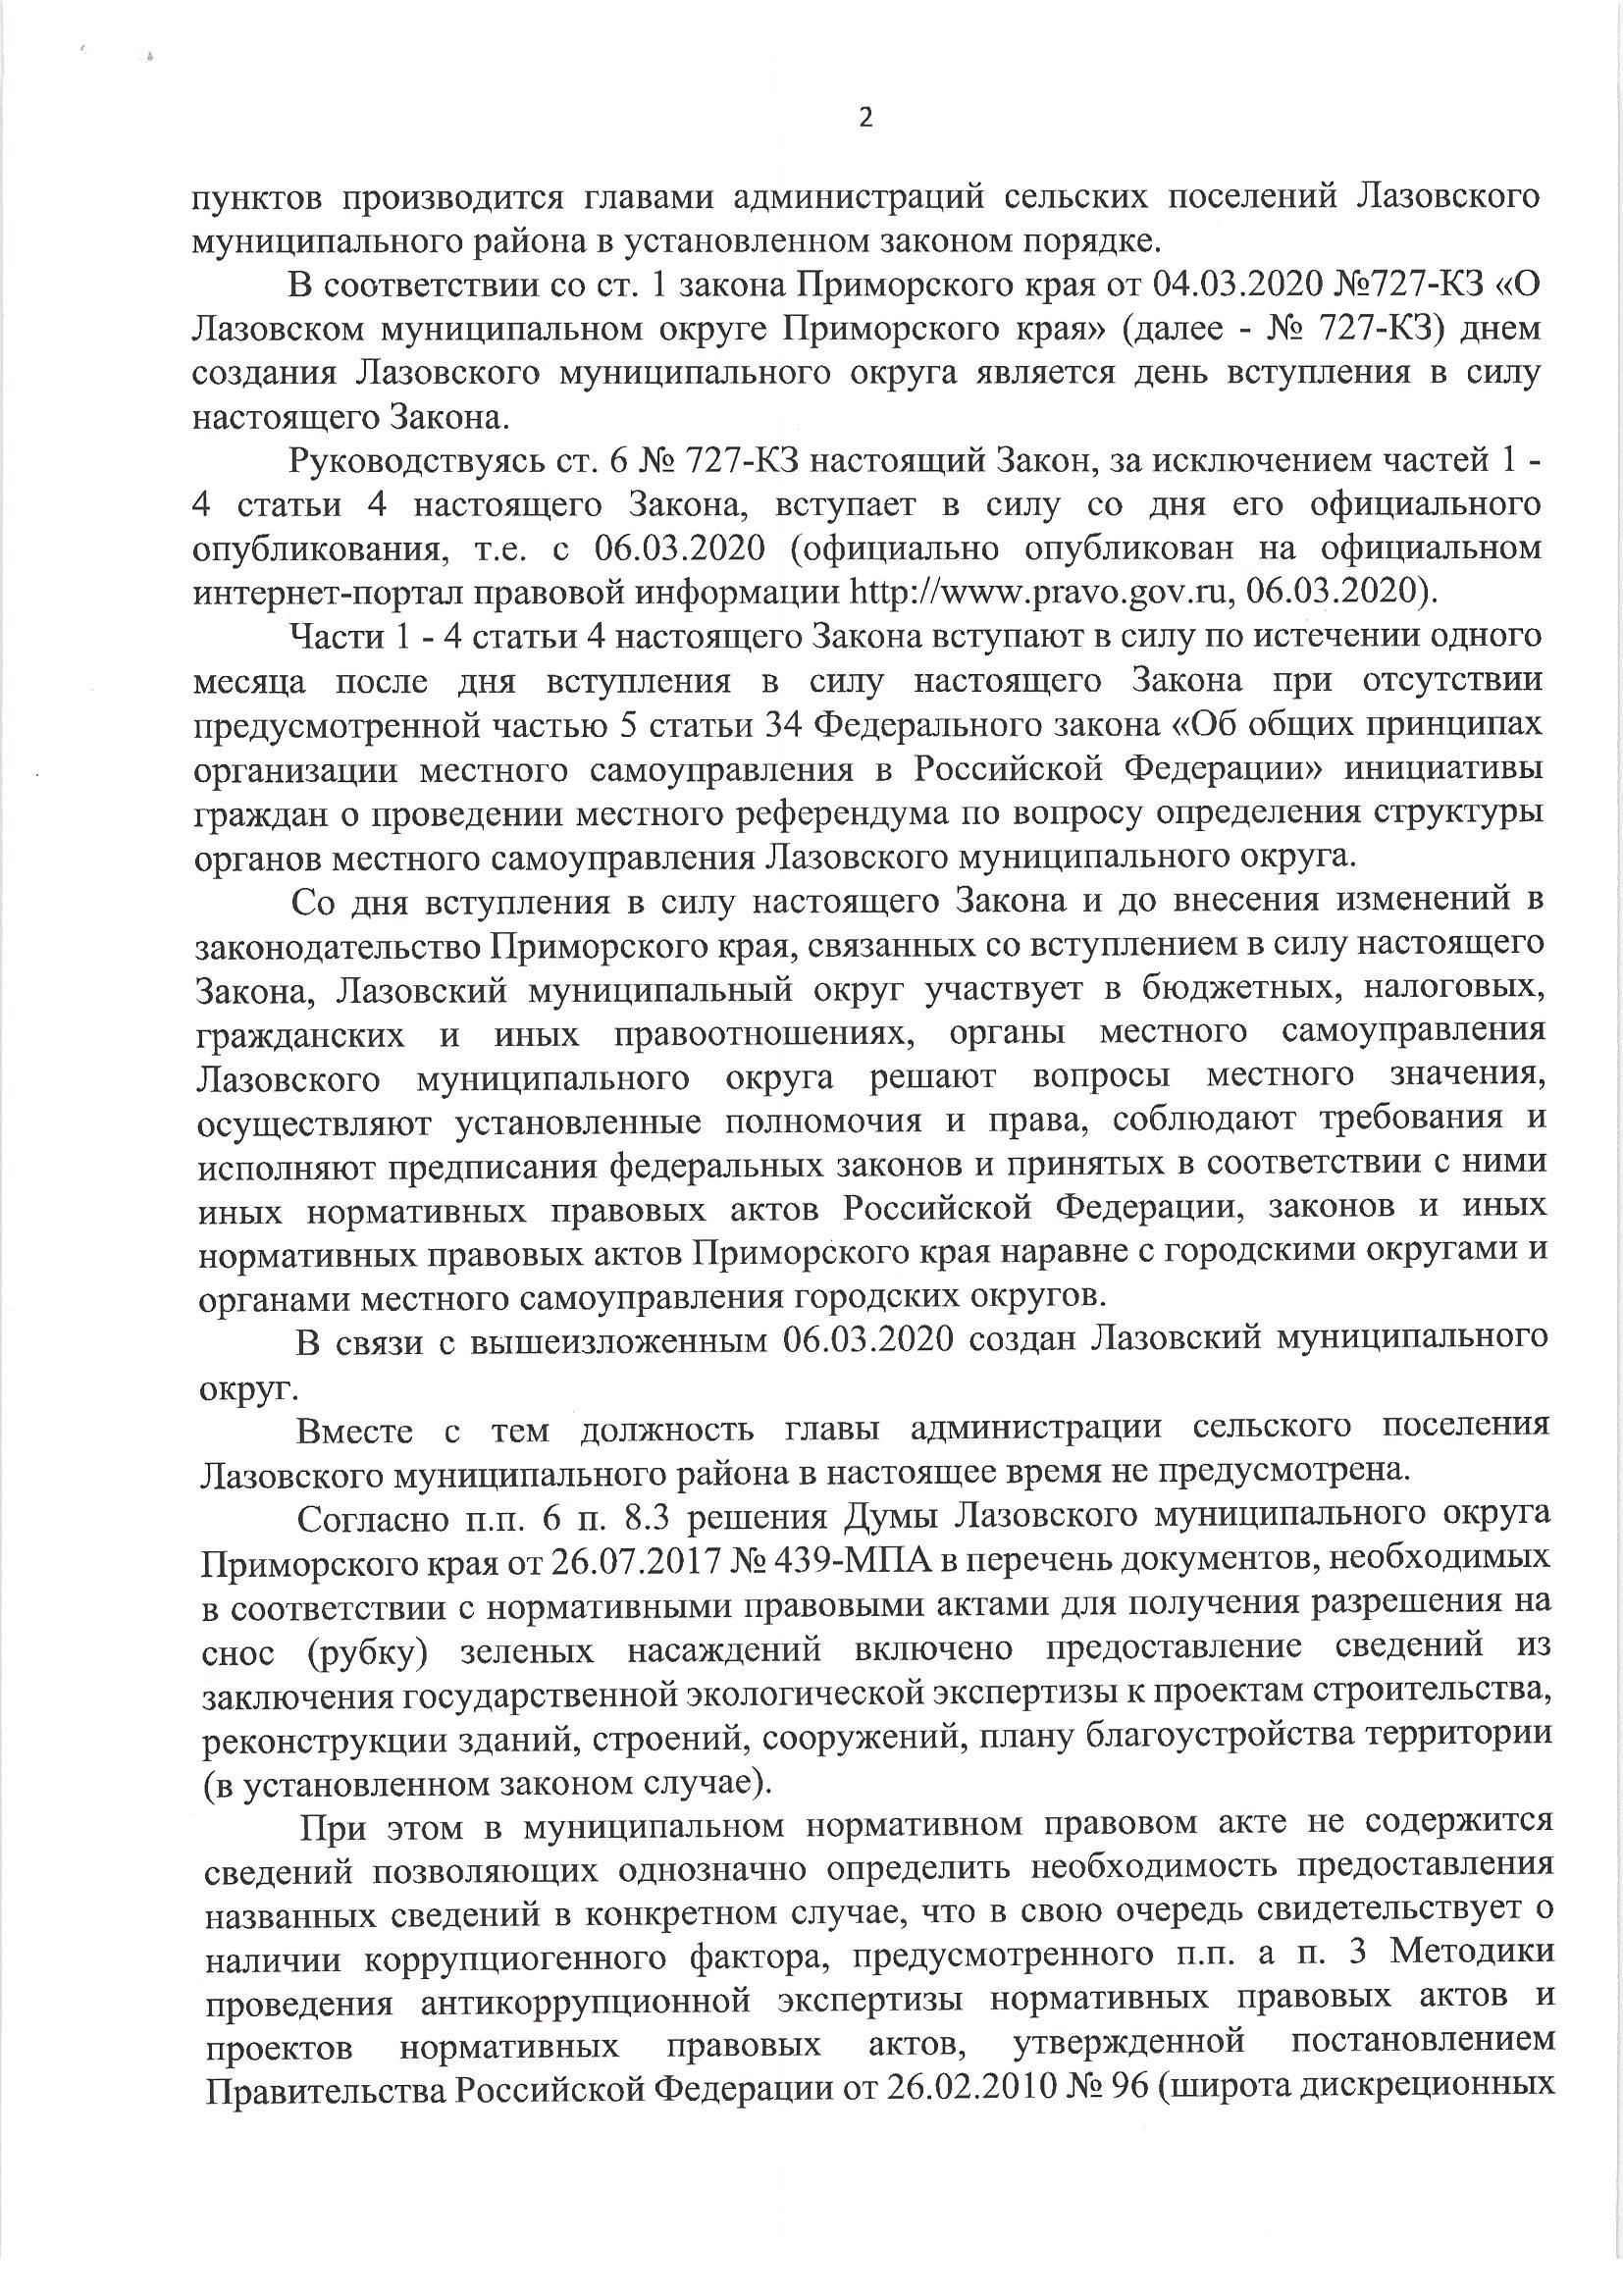 2
пунктов производится главами администраций сельских поселений Лазовского
муниципального района в установленном законом порядке.
В соответствии со ст. 1 закона Приморского края от 04.03.2020 №727-КЗ «О
Лазовском муниципальном округе Приморского края» (далее - № 727-КЗ) днем
создания Лазовского муниципального округа является день вступления в силу
настоящего Закона.
Руководствуясь ст. 6 № 727-КЗ настоящий Закон, за исключением частей 1 -
4 статьи 4 настоящего Закона, вступает в силу со дня его официального
опубликования, т.е. с 06.03.2020 (официально опубликован на официальном
интернет-портал правовой информации http://www.pravo.gov.ru, 06.03.2020).
Части 1 - 4 статьи 4 настоящего Закона вступают в силу по истечении одного
месяца после дня вступления в силу настоящего Закона при отсутствии
предусмотренной частью 5 статьи 34 Федерального закона «Об общих принципах
организации местного самоуправления в Российской Федерации» инициативы
граждан о проведении местного референдума по вопросу определения структуры
органов местного самоуправления Лазовского муниципального округа.
Со дня вступления в силу настоящего Закона и до внесения изменений в
законодательство Приморского края, связанных со вступлением в силу настоящего
Закона, Лазовский муниципальный округ участвует в бюджетных, налоговых,
гражданских и иных правоотношениях, органы местного самоуправления
Лазовского муниципального округа решают вопросы местного значения,
осуществляют установленные полномочия и права, соблюдают требования и
исполняют предписания федеральных законов и принятых в соответствии с ними
иных нормативных правовых актов Российской Федерации, законов и иных
нормативных правовых актов Приморского края наравне с городскими округами и
органами местного самоуправления городских округов.
В связи с вышеизложенным 06.03.2020 создан Лазовский муниципального
округ.
Вместе с тем должность главы администрации сельского поселения
Лазовского муниципального района в настоящее время не предусмотрена.
Согласно п.п. 6 п. 8.3 решения Думы Лазовского муниципального округа
Приморского края от 26.07.2017 № 439-МПА в перечень документов, необходимых
в соответствии с нормативными правовыми актами для получения разрешения на
снос (рубку) зеленых насаждений включено предоставление сведений из
заключения государственной экологической экспертизы к проектам строительства,
реконструкции зданий, строений, сооружений, плану благоустройства территории
(в установленном законом случае).
При этом в муниципальном нормативном правовом акте не содержится
сведений позволяющих однозначно определить необходимость предоставления
названных сведений в конкретном случае, что в свою очередь свидетельствует о
наличии коррупциогенного фактора, предусмотренного п.п. а п. 3 Методики
проведения антикоррупционной экспертизы нормативных правовых актов и
проектов нормативных правовых актов, утвержденной постановлением
Правительства Российской Федерации от 26.02.2010 № 96 (широта дискреционных